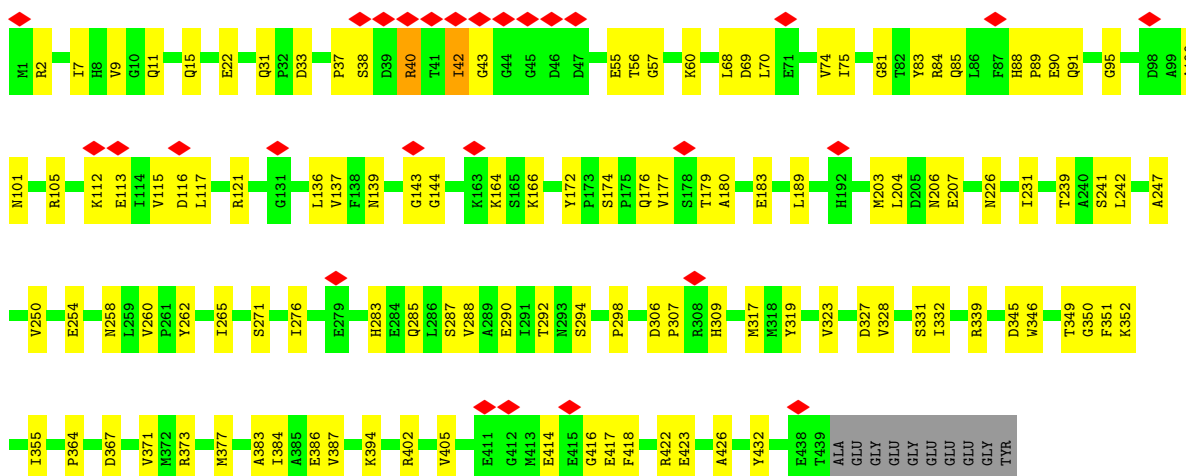 M1 R2 I7 H8 V9 G10 Q11 Q15 E22 Q31 P32 D33 P37 S38 D39 R40 T41 I42 G43 G44 G45 D46 D47 E55 T56 G57 K60 L68 D69 L70 E71 V74 I75 G81 T82 Y83 R84 Q85 L86 F87 H88 P89 E90 Q91 G95 D98 A99
N101 R105 K112 E113 I114 V115 D116 L117 R121 G131 L136 V137 F138 N139 G143 G144 K163 K164 S165 K166 Y172 P173 S174 P175 Q176 V177 S178 T179 A180 E183 L189 H192 M203 L204 D205 N206 E207 N226 I231 T239 A240 S241 L242 A247
V250 E254 N258 L259 V260 P261 Y262 I265 S271 I276 E279 H283 E284 Q285 L286 S287 V288 A289 E290 I291 T292 N293 S294 P298 D306 P307 R308 H309 M317 M318 Y319 V323 D327 V328 S331 I332 R339 D345 W346 T349 G350 F351 K352
I355 P364 D367 V371 M372 R373 M377 A383 I384 A385 E386 V387 K394 R402 V405 E411 G412 M413 E414 E415 G416 E417 F418 R422 E423 A426 Y432 E438 T439 ALA GLU GLY GLU GLY GLU GLU GLU GLY TYR